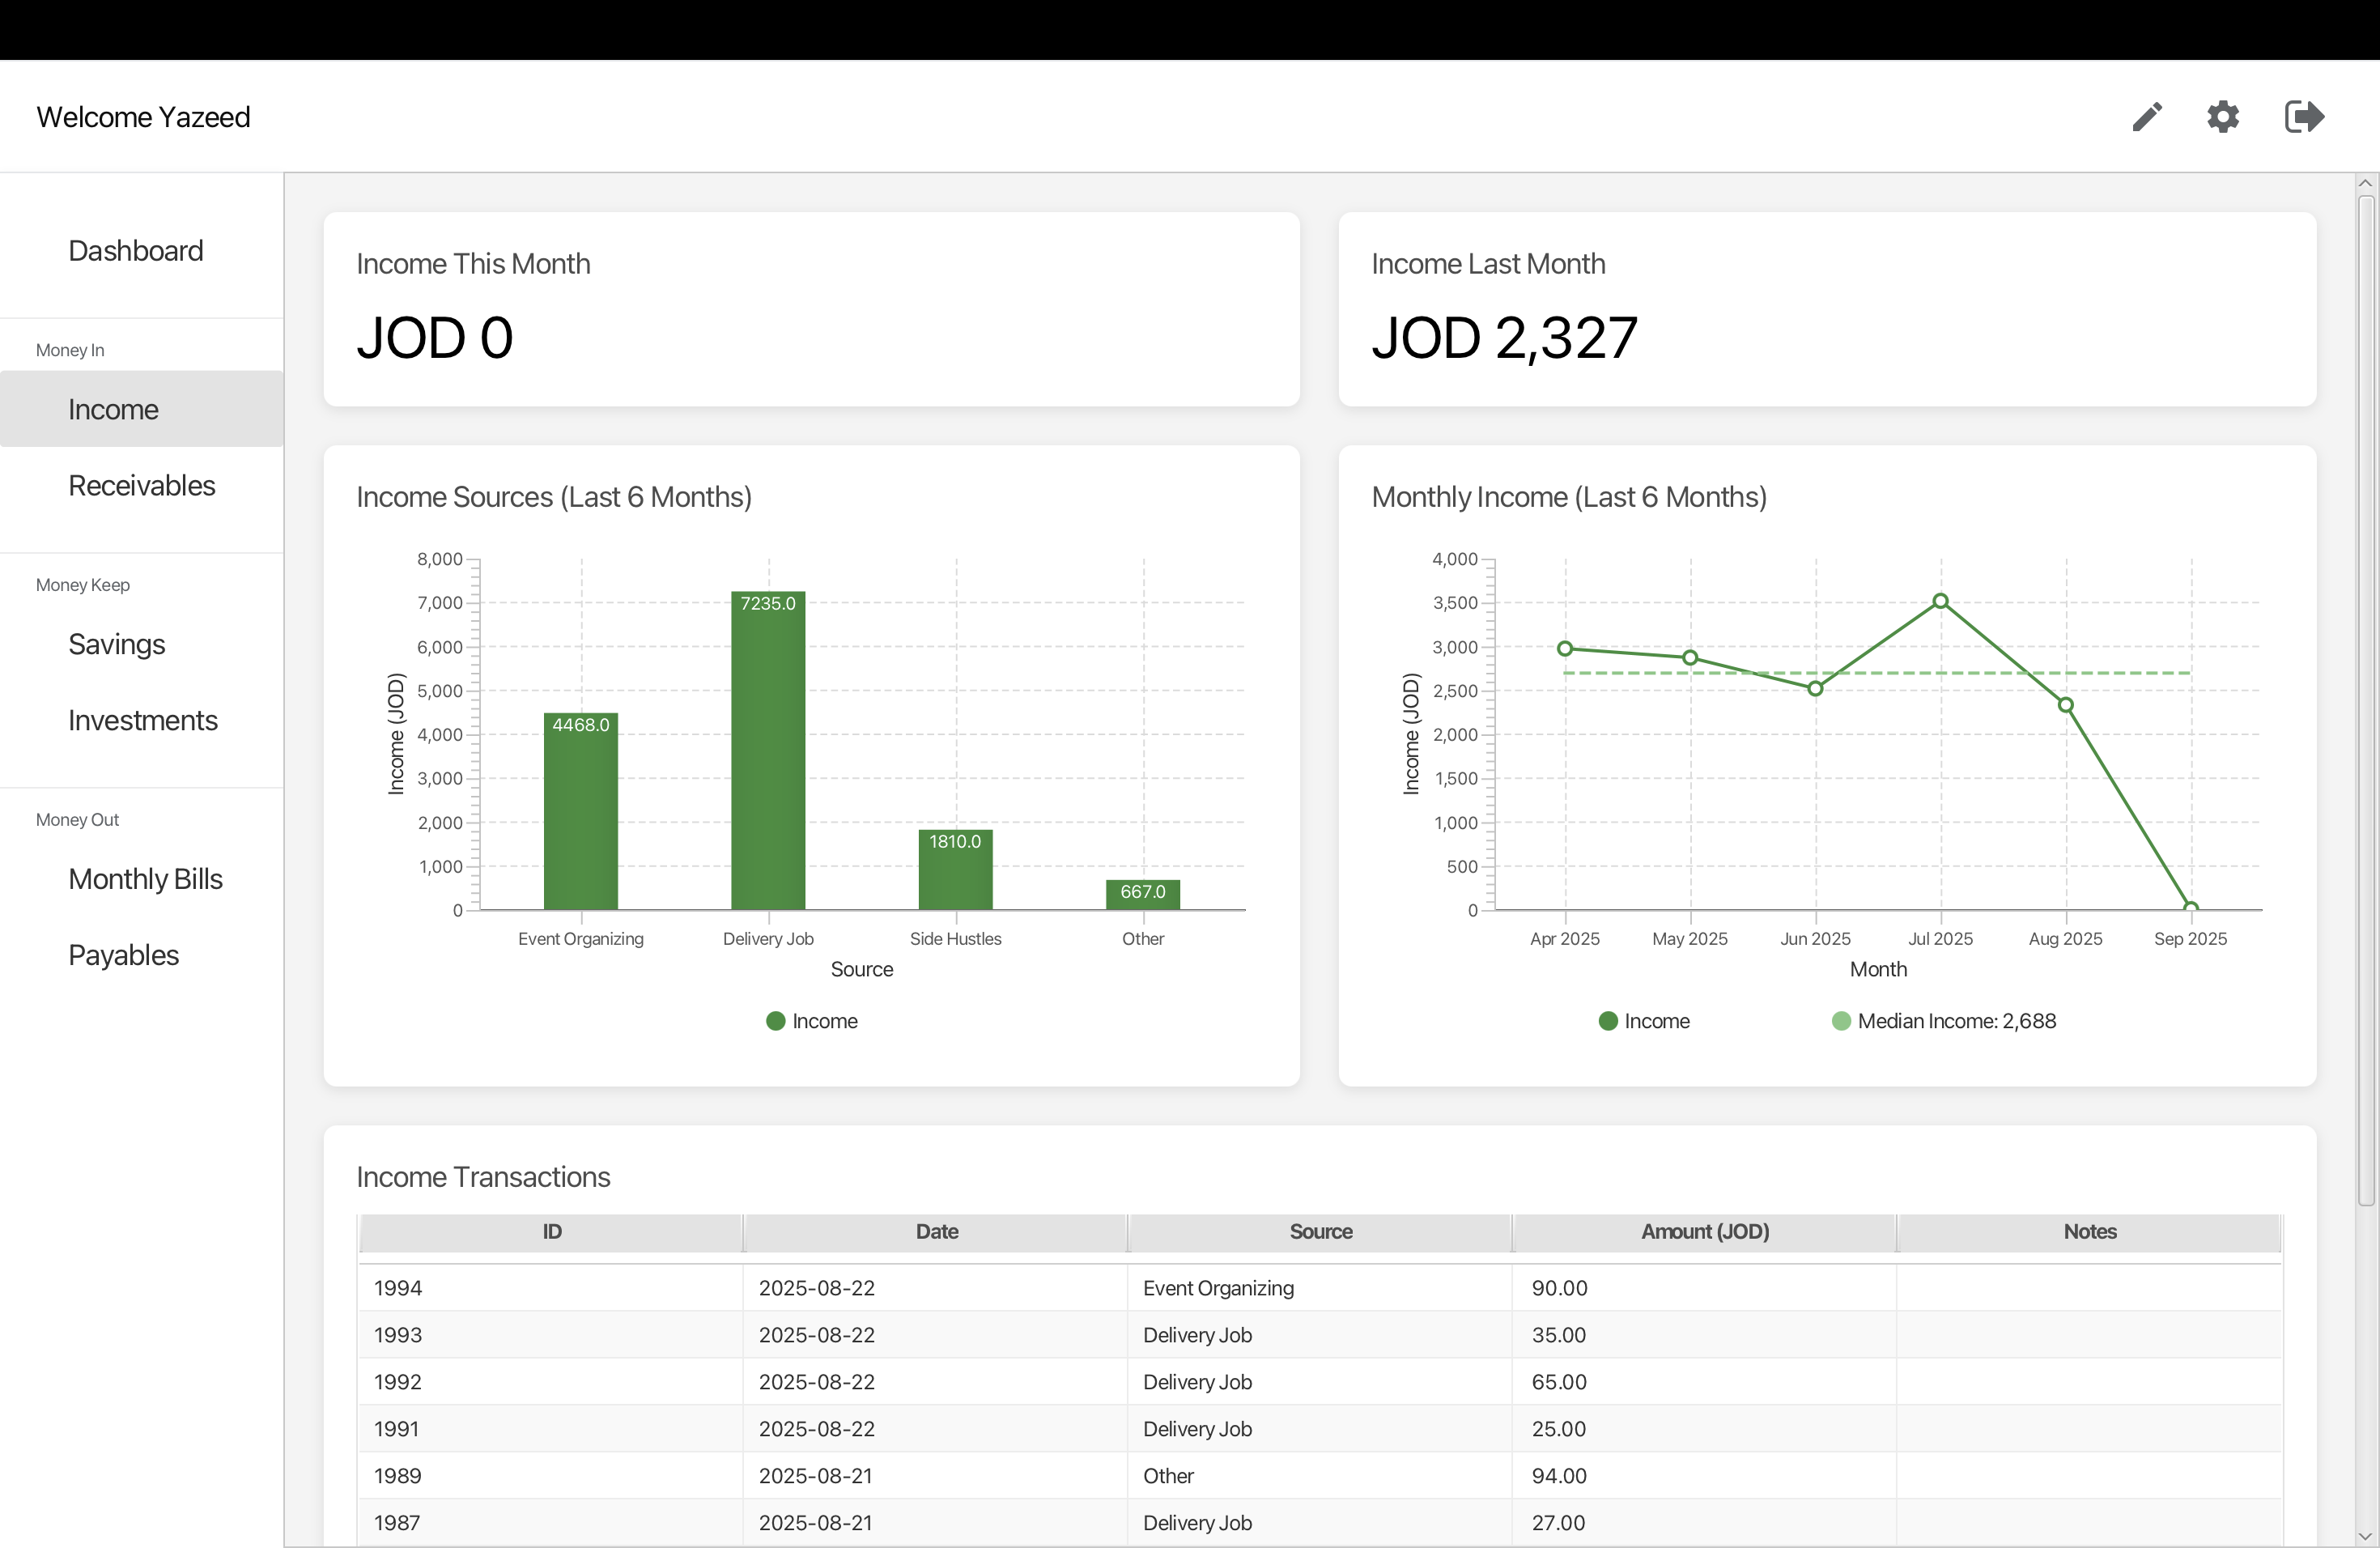 Welcome Yazeed
Dashboard
Money In
Income
Receivables
Money Keep
Savings
Investments
Money Out
Monthly Bills
Payables
Income This Month
JOD 0
Income Last Month
JOD 2,327
Income Sources (Last 6 Months)
8,000
7,000
6,000
5,000
4,000
3,000
2,000
1,000
0
Income (JOD)
4468.0
7235.0
1810.0
667.0
Event Organizing Delivery Job Side Hustles Other
Source
Income
Monthly Income (Last 6 Months)
4,000
3,500
3,000
2,500
2,000
1,500
1,000
500
0
Income (JOD)
Apr 2025 May 2025 Jun 2025 Jul 2025 Aug 2025 Sep 2025
Month
Income Median Income: 2,688
Income Transactions
ID Date Source Amount (JOD) Notes
1994 2025-08-22 Event Organizing 90.00
1993 2025-08-22 Delivery Job 35.00
1992 2025-08-22 Delivery Job 65.00
1991 2025-08-22 Delivery Job 25.00
1989 2025-08-21 Other 94.00
1987 2025-08-21 Delivery Job 27.00